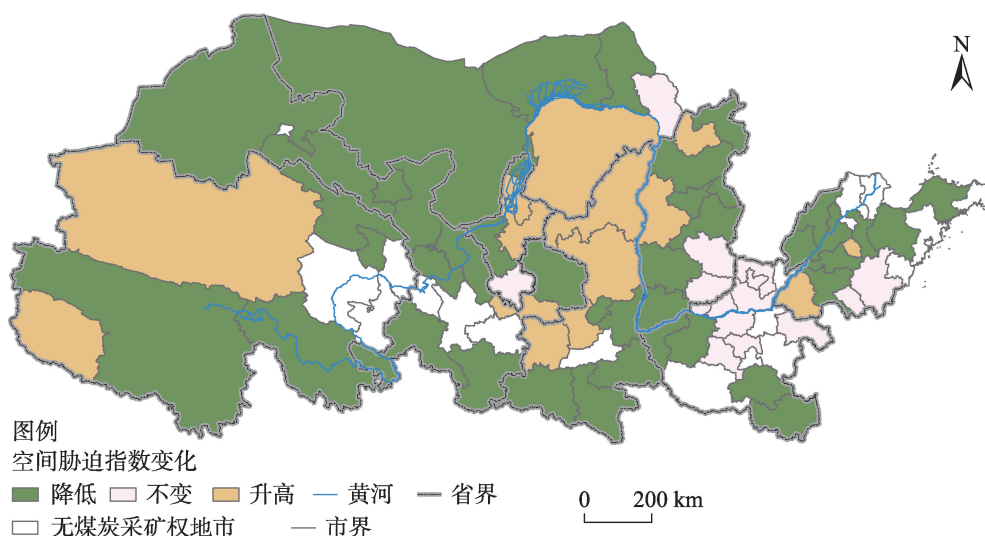 N
图例
空间胁迫指数变化
降低 不变 升高 黄河 省界
无煤炭采矿权地市 市界
0 200 km